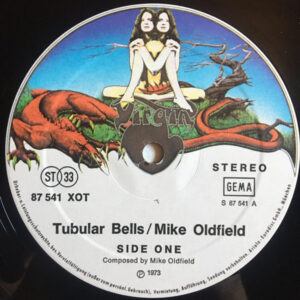 Virgin
ST 33
STEREO
GEMA
87 541 XOT
S 87 541 A
Tubular Bells/Mike Oldfield
SIDE ONE
Composed by Mike Oldfield
℗ 1973